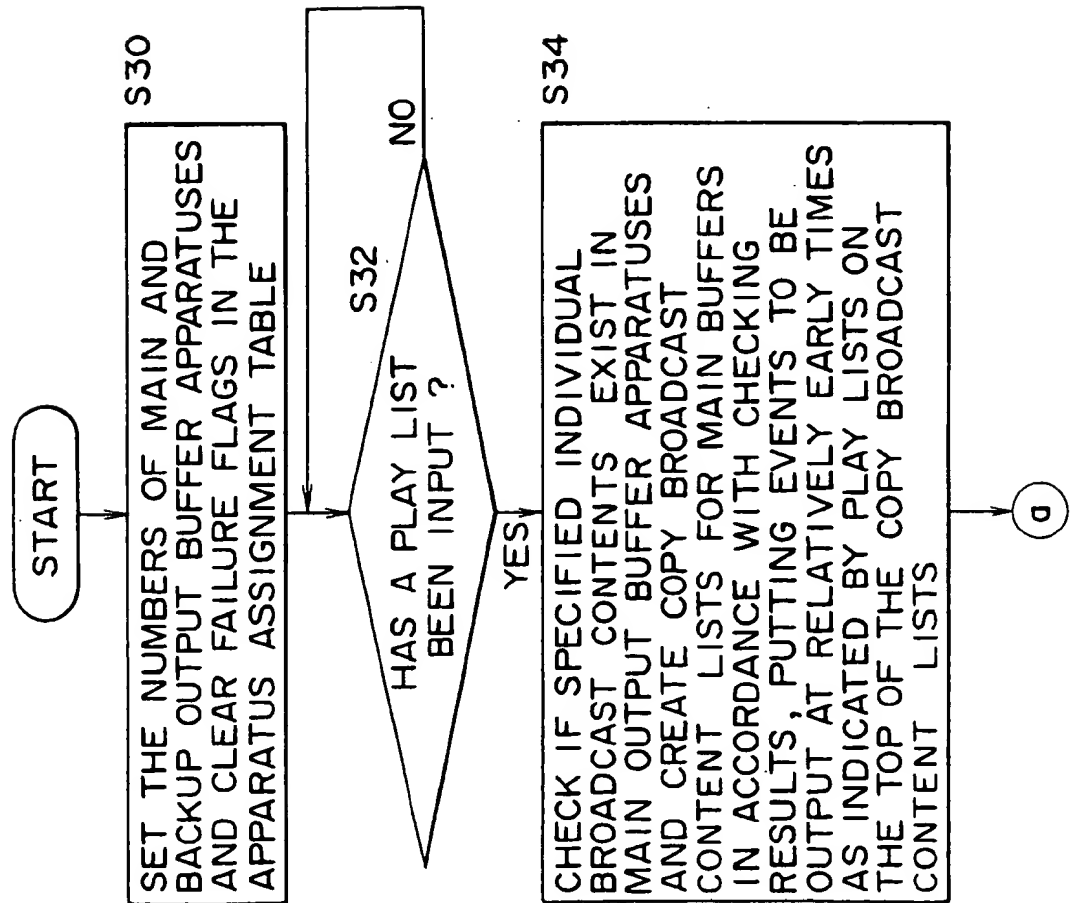 START
S30
SET THE NUMBERS OF MAIN AND
BACKUP OUTPUT BUFFER APPARATUSES
AND CLEAR FAILURE FLAGS IN THE
APPARATUS ASSIGNMENT TABLE
S32
HAS A PLAY LIST
BEEN INPUT ?
NO
YES
S34
CHECK IF SPECIFIED INDIVIDUAL
BROADCAST CONTENTS EXIST IN
MAIN OUTPUT BUFFER APPARATUSES
AND CREATE COPY BROADCAST
CONTENT LISTS FOR MAIN BUFFERS
IN ACCORDANCE WITH CHECKING
RESULTS, PUTTING EVENTS TO BE
OUTPUT AT RELATIVELY EARLY TIMES
AS INDICATED BY PLAY LISTS ON
THE TOP OF THE COPY BROADCAST
CONTENT LISTS
a